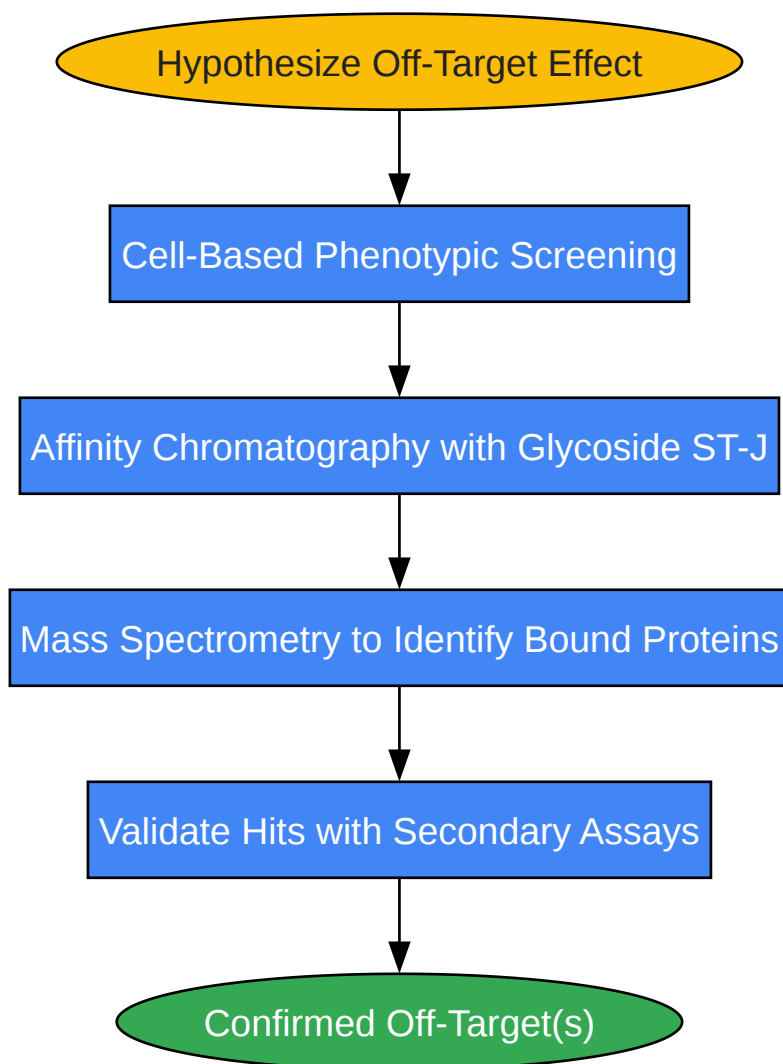 Hypothesize Off-Target Effect
Cell-Based Phenotypic Screening
Affinity Chromatography with Glycoside ST-J
Mass Spectrometry to Identify Bound Proteins
Validate Hits with Secondary Assays
Confirmed Off-Target(s)